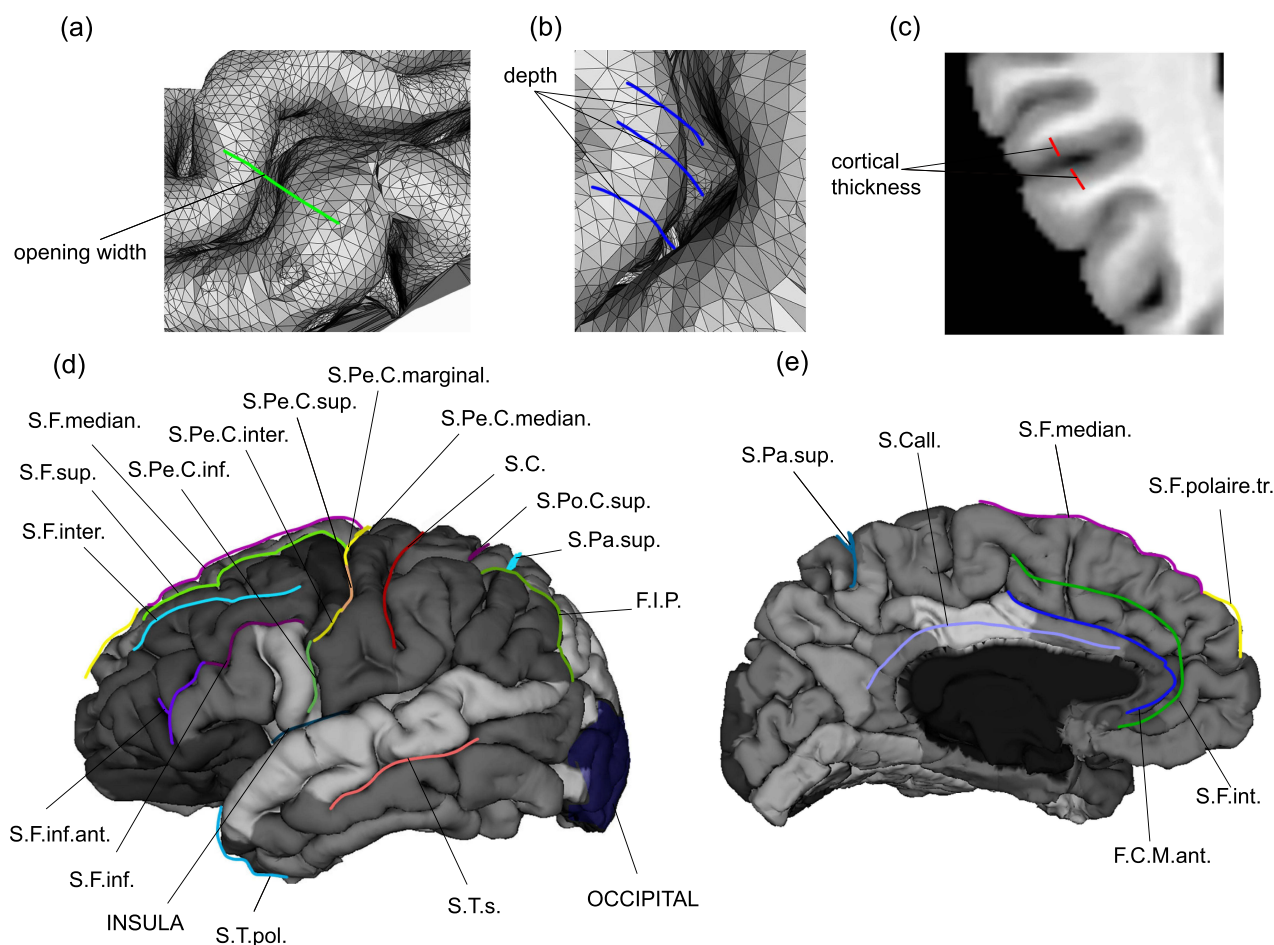 (a)
(b)
(c)
depth
cortical
thickness
opening width
(d)
(e)
S.Pe.C.marginal.
S.Pe.C.sup.
S.Pe.C.median.
S.F.median.
S.Pe.C.inter.
S.F.sup.
S.Pe.C.inf.
S.C.
S.F.inter.
S.Po.C.sup.
S.Pa.sup.
F.I.P.
S.F.inf.ant.
S.F.inf.
INSULA
S.T.pol.
S.T.s.
OCCIPITAL
S.Pa.sup.
S.Call.
S.F.median.
S.F.polaire.tr.
S.F.int.
F.C.M.ant.